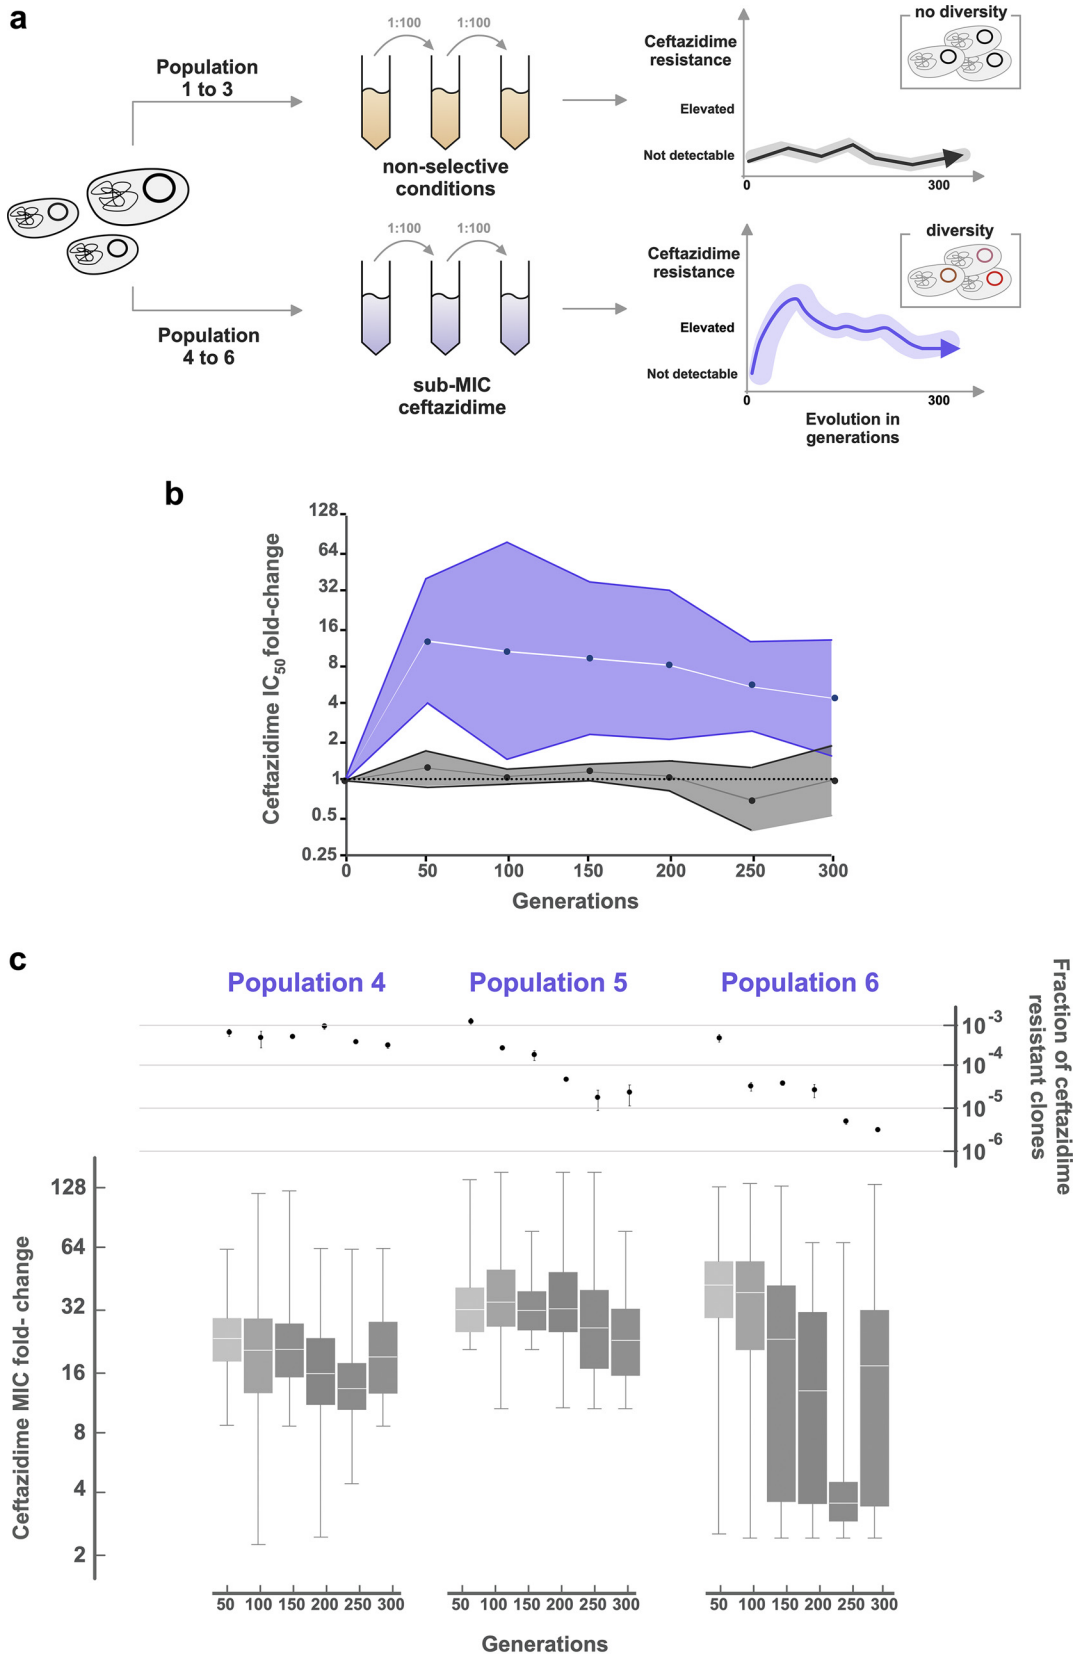 a
Population
1 to 3
1:100
1:100
non-selective
conditions
Ceftazidime
resistance
Elevated
Not detectable
0
300
no diversity
Population
4 to 6
1:100
1:100
sub-MIC
ceftazidime
Ceftazidime
resistance
Elevated
Not detectable
0
300
Evolution in
generations
diversity
b
Ceftazidime IC50 fold-change
128
64
32
16
8
4
2
1
0.5
0.25
0
50
100
150
200
250
300
Generations
c
Population 4
Population 5
Population 6
10-3
10-4
10-5
10-6
Fraction of ceftazidime
resistant clones
Ceftazidime MIC fold- change
128
64
32
16
8
4
2
50 100 150 200 250 300
50 100 150 200 250 300
50 100 150 200 250 300
Generations